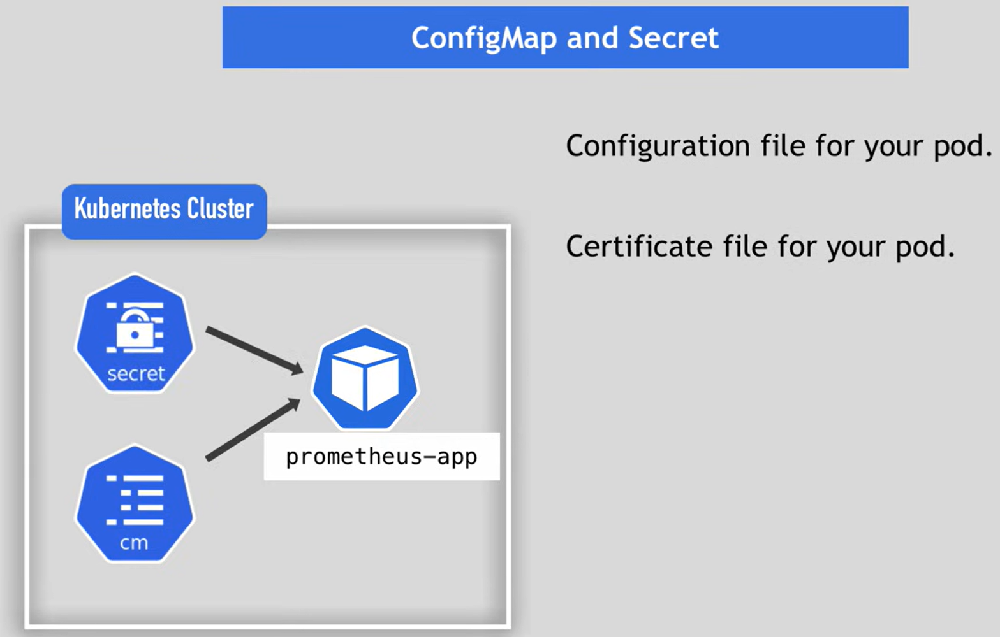 ConfigMap and Secret
Configuration file for your pod.
Certificate file for your pod.
Kubernetes Cluster
secret
prometheus-app
cm